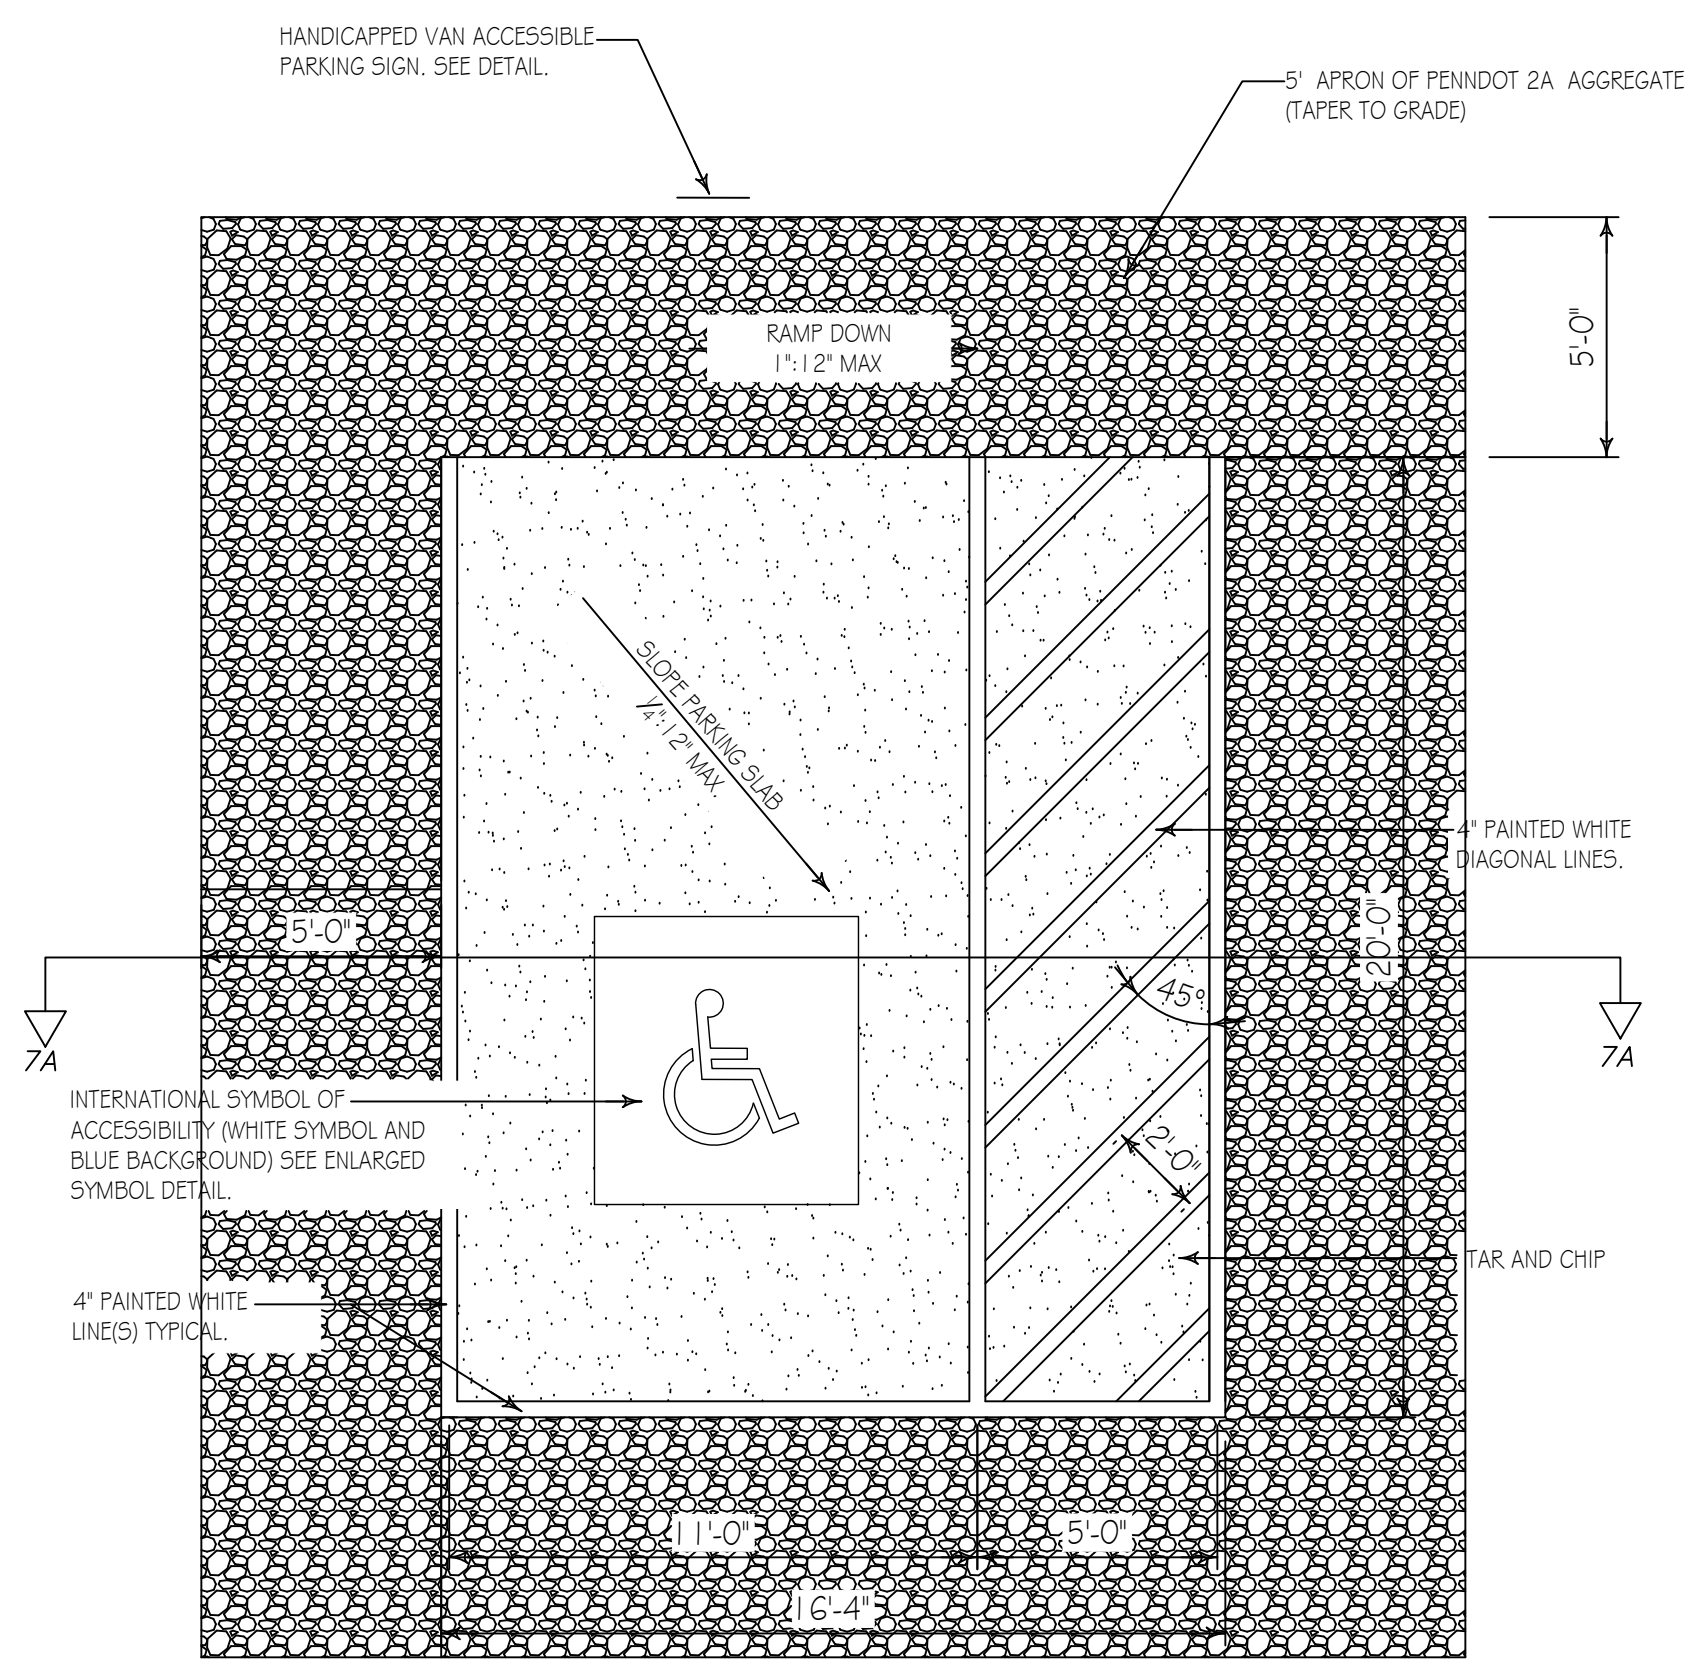 HANDICAPPED VAN ACCESSIBLE
PARKING SIGN. SEE DETAIL.
5' APRON OF PENNDOT 2A AGGREGATE
(TAPER TO GRADE)
RAMP DOWN
1":12" MAX
5'-0"
SLOPE PARKING SLAB
1/4":12" MAX.
4" PAINTED WHITE
DIAGONAL LINES.
5'-0"
20'-0"
45°
7A
7A
INTERNATIONAL SYMBOL OF
ACCESSIBILITY (WHITE SYMBOL AND
BLUE BACKGROUND) SEE ENLARGED
SYMBOL DETAIL.
2'-0"
TAR AND CHIP
4" PAINTED WHITE
LINE(S) TYPICAL.
11'-0"
5'-0"
16'-4"